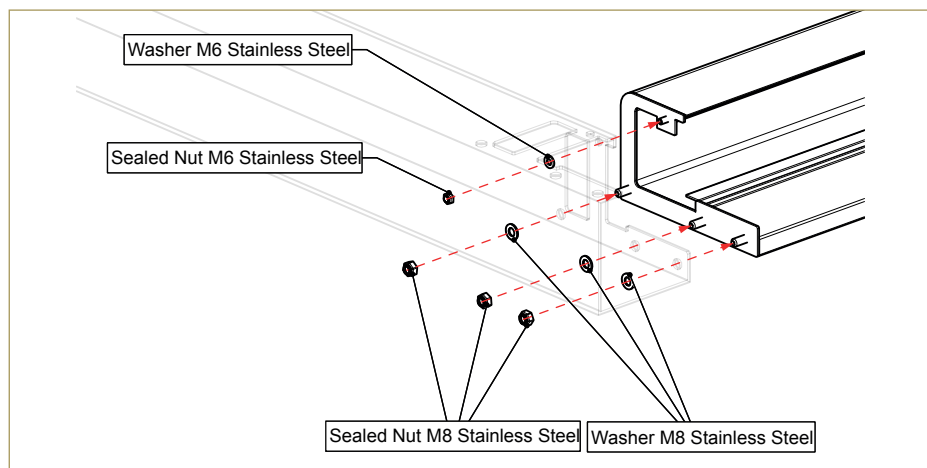 Washer M6 Stainless Steel
Sealed Nut M6 Stainless Steel
Sealed Nut M8 Stainless Steel
Washer M8 Stainless Steel